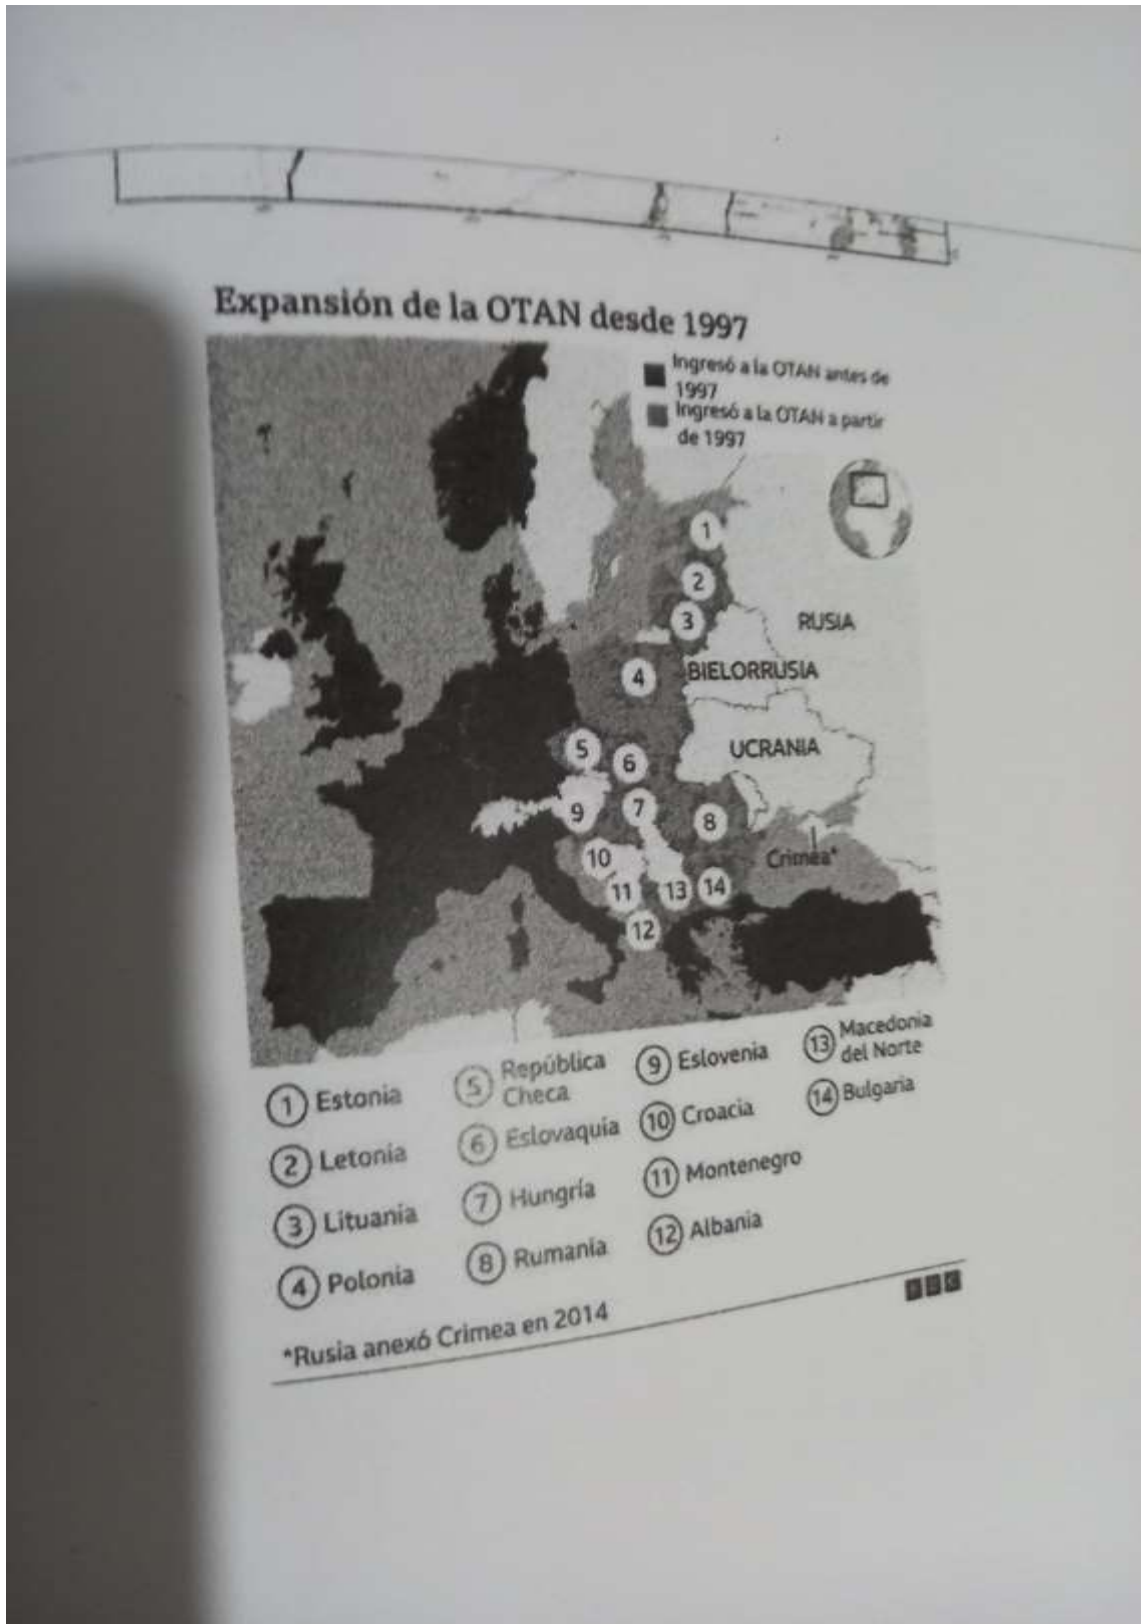 Expansión de la OTAN desde 1997
Ingresó a la OTAN antes de
1997
Ingresó a la OTAN a partir
de 1997
1
2
3
RUSIA
4
BIELORRUSIA
5
6
UCRANIA
7
8
9
10
Crimea*
11
13
14
12
1 Estonia
2 Letonia
3 Lituania
4 Polonia
5 República
Checa
6 Eslovaquia
7 Hungría
8 Rumanía
9 Eslovenia
10 Croacia
11 Montenegro
12 Albania
13 Macedonia
del Norte
14 Bulgaria
*Rusia anexó Crimea en 2014
BBC